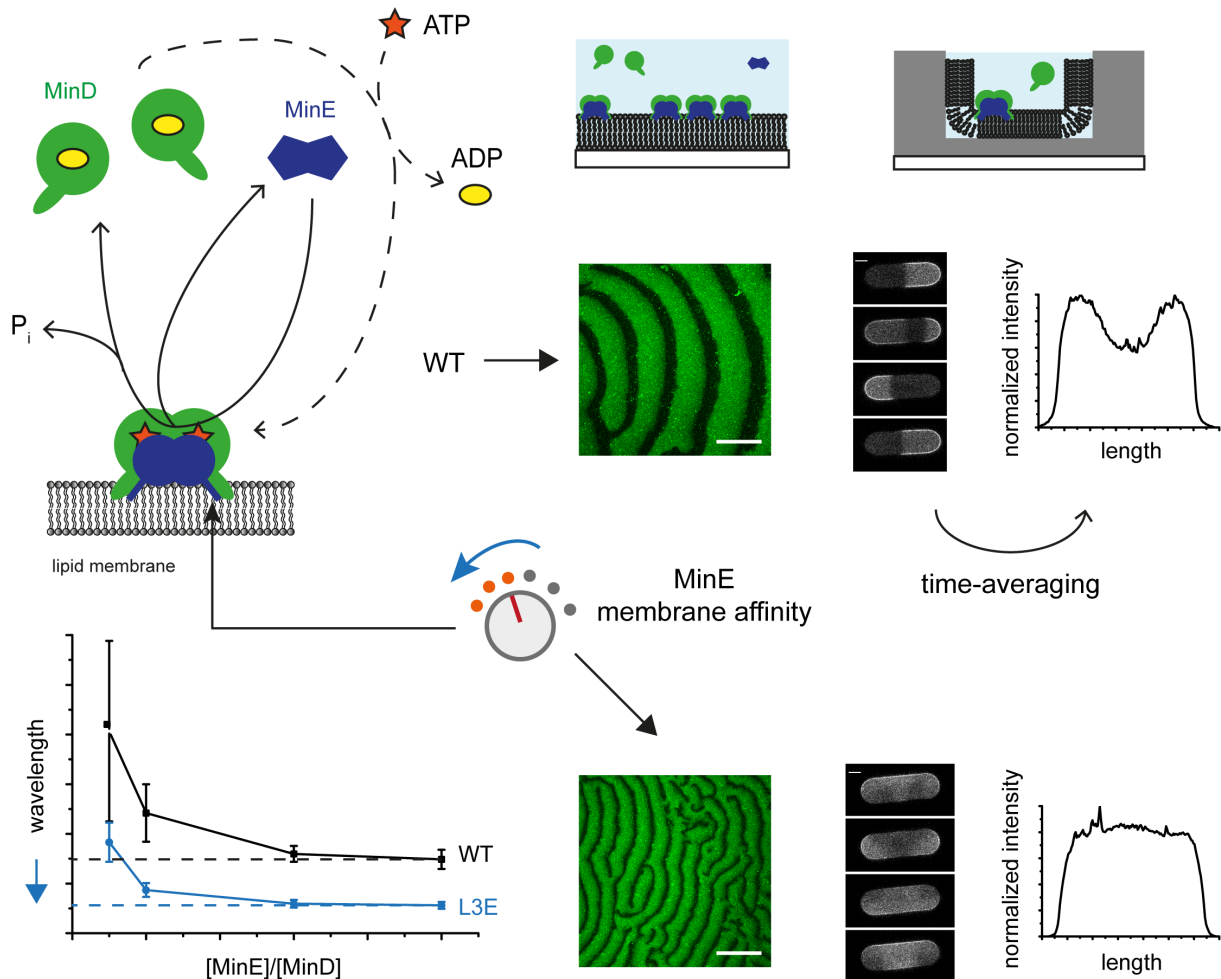 ATP
MinD
MinE
ADP
Pi
WT
normalized intensity
length
lipid membrane
MinE
membrane affinity
time-averaging
wavelength
WT
L3E
[MinE]/[MinD]
normalized intensity
length